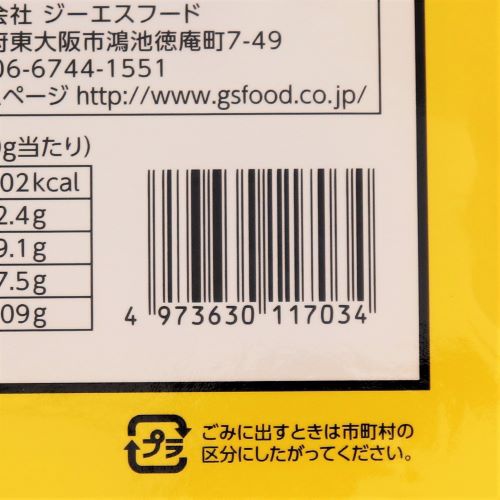 会社 ジーエスフード
府東大阪市鴻池徳庵町7-49
06-6744-1551
ページ http://www.gsfood.co.jp/
g当たり)
02kcal
2.4g
9.1g
7.5g
09g
4 973630 117034
プラ
ごみに出すときは市町村の
区分にしたがってください。